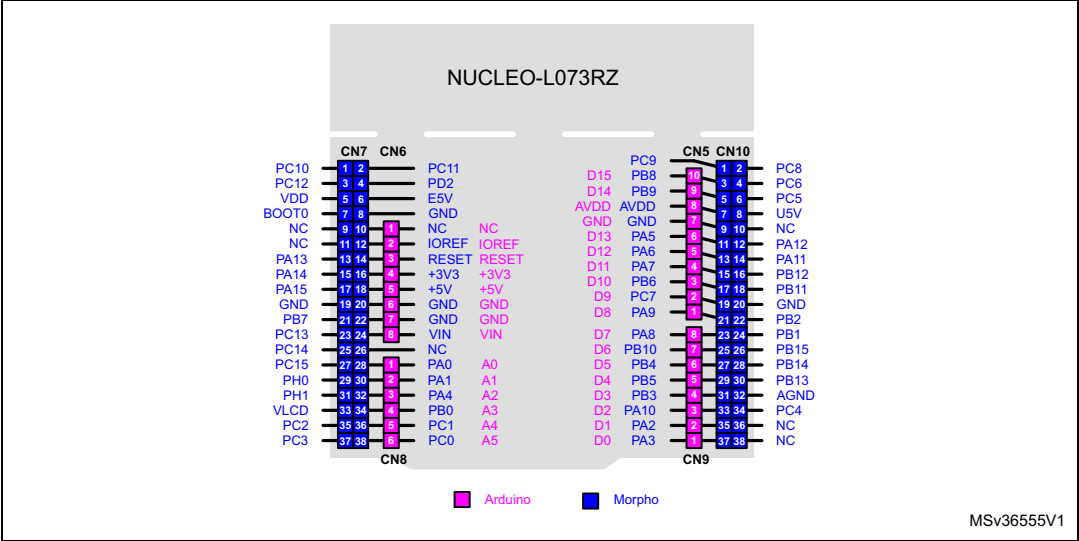 NUCLEO-L073RZ
CN7 CN6 CN5 CN10
PC9
PC10 1 2 PC11 D15 PB8 10 1 2 PC8
PC12 3 4 PD2 D14 PB9 9 3 4 PC6
VDD 5 6 E5V AVDD AVDD 8 5 6 PC5
BOOT0 7 8 GND GND GND 7 7 8 U5V
NC 9 10 1 NC NC D13 PA5 6 9 10 NC
NC 11 12 2 IOREF IOREF D12 PA6 5 11 12 PA12
PA13 13 14 3 RESET RESET D11 PA7 4 13 14 PA11
PA14 15 16 4 +3V3 +3V3 D10 PB6 3 15 16 PB12
PA15 17 18 5 +5V +5V D9 PC7 2 17 18 PB11
GND 19 20 6 GND GND D8 PA9 1 19 20 GND
PB7 21 22 7 GND GND 21 22 PB2
PC13 23 24 8 VIN VIN D7 PA8 8 23 24 PB1
PC14 25 26 NC D6 PB10 7 25 26 PB15
PC15 27 28 1 PA0 A0 D5 PB4 6 27 28 PB14
PH0 29 30 2 PA1 A1 D4 PB5 5 29 30 PB13
PH1 31 32 3 PA4 A2 D3 PB3 4 31 32 AGND
VLCD 33 34 4 PB0 A3 D2 PA10 3 33 34 PC4
PC2 35 36 5 PC1 A4 D1 PA2 2 35 36 NC
PC3 37 38 6 PC0 A5 D0 PA3 1 37 38 NC
CN8 CN9
Arduino Morpho
MSv36555V1